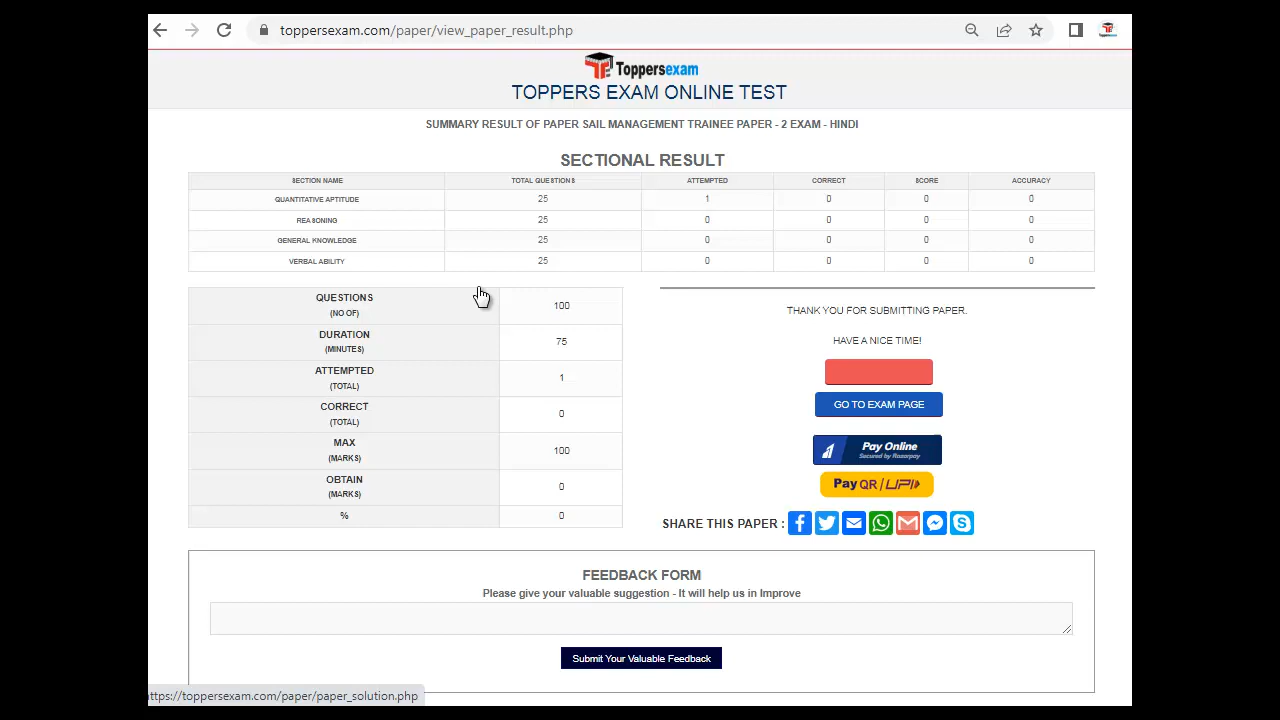 toppersexam.com/paper/view_paper_result.php
Toppersexam
TOPPERS EXAM ONLINE TEST
SUMMARY RESULT OF PAPER SAIL MANAGEMENT TRAINEE PAPER - 2 EXAM - HINDI
SECTIONAL RESULT
SECTION NAME TOTAL QUESTIONS ATTEMPTED CORRECT SCORE ACCURACY
QUANTITATIVE APTITUDE 25 1 0 0 0
REASONING 25 0 0 0 0
GENERAL KNOWLEDGE 25 0 0 0 0
VERBAL ABILITY 25 0 0 0 0
QUESTIONS
(NO OF) 100
DURATION
(MINUTES) 75
ATTEMPTED
(TOTAL) 1
CORRECT
(TOTAL) 0
MAX
(MARKS) 100
OBTAIN
(MARKS) 0
% 0
THANK YOU FOR SUBMITTING PAPER.
HAVE A NICE TIME!
GO TO EXAM PAGE
Pay Online
Secured by Razorpay
Pay QR / UPI
SHARE THIS PAPER :
FEEDBACK FORM
Please give your valuable suggestion - It will help us in Improve
Submit Your Valuable Feedback
https://toppersexam.com/paper/paper_solution.php